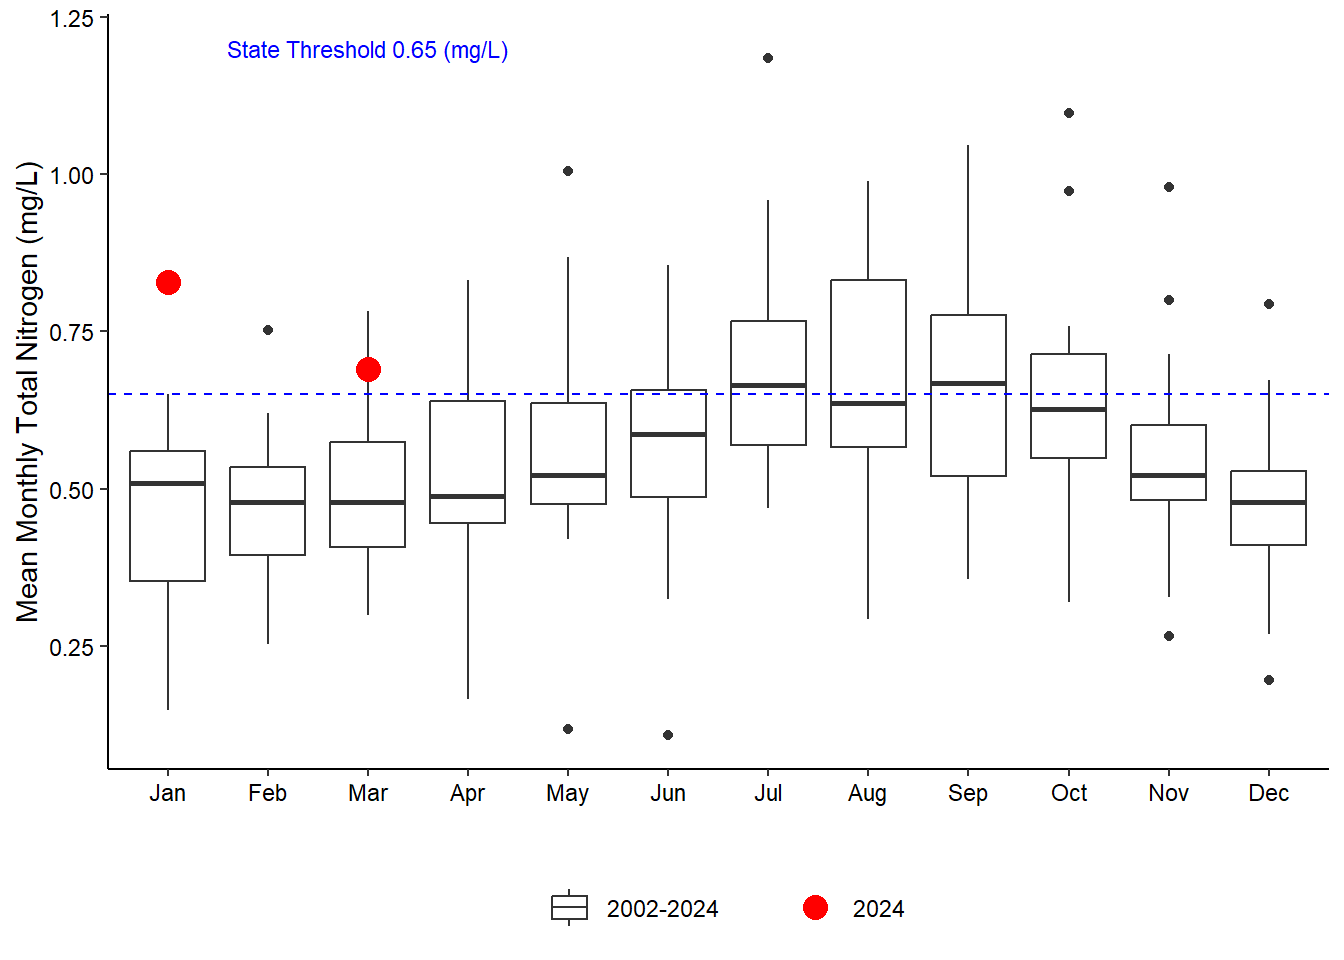 State Threshold 0.65 (mg/L)
Mean Monthly Total Nitrogen (mg/L)
1.25
1.00
0.75
0.50
0.25
Jan Feb Mar Apr May Jun Jul Aug Sep Oct Nov Dec
2002-2024 2024